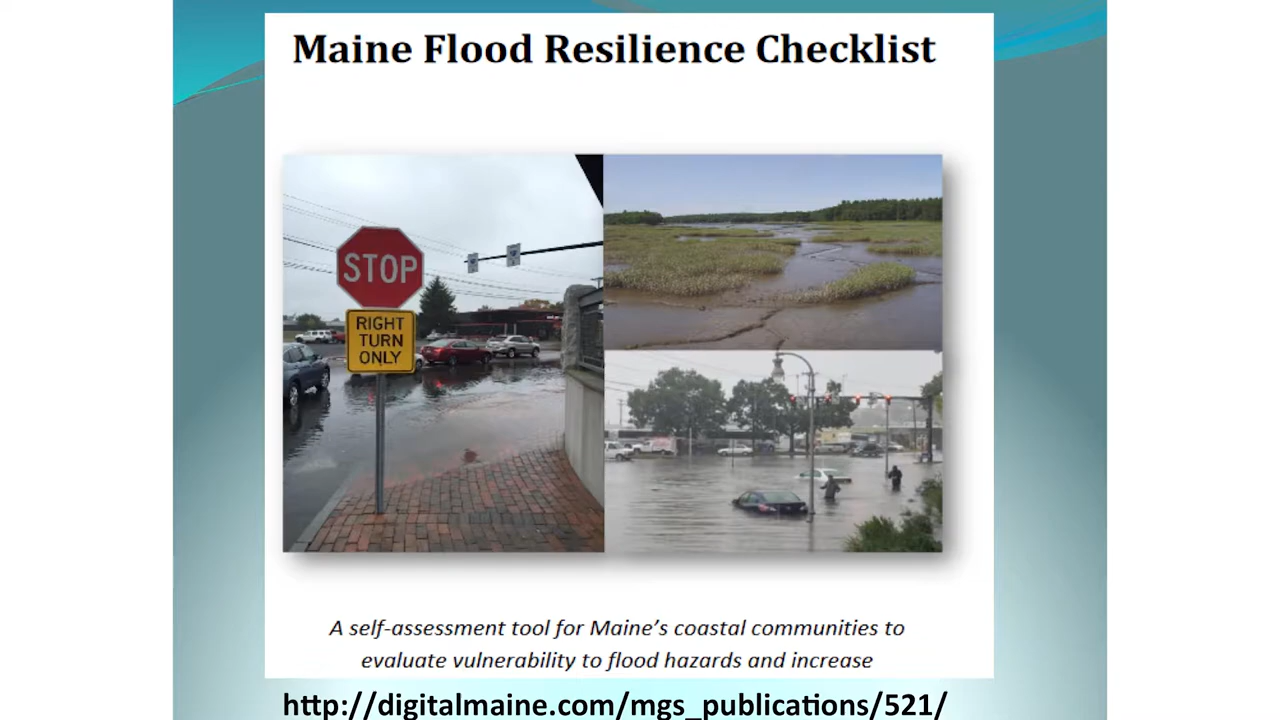 Maine Flood Resilience Checklist
STOP
RIGHT
TURN
ONLY
A self-assessment tool for Maine's coastal communities to
evaluate vulnerability to flood hazards and increase
http://digitalmaine.com/mgs_publications/521/